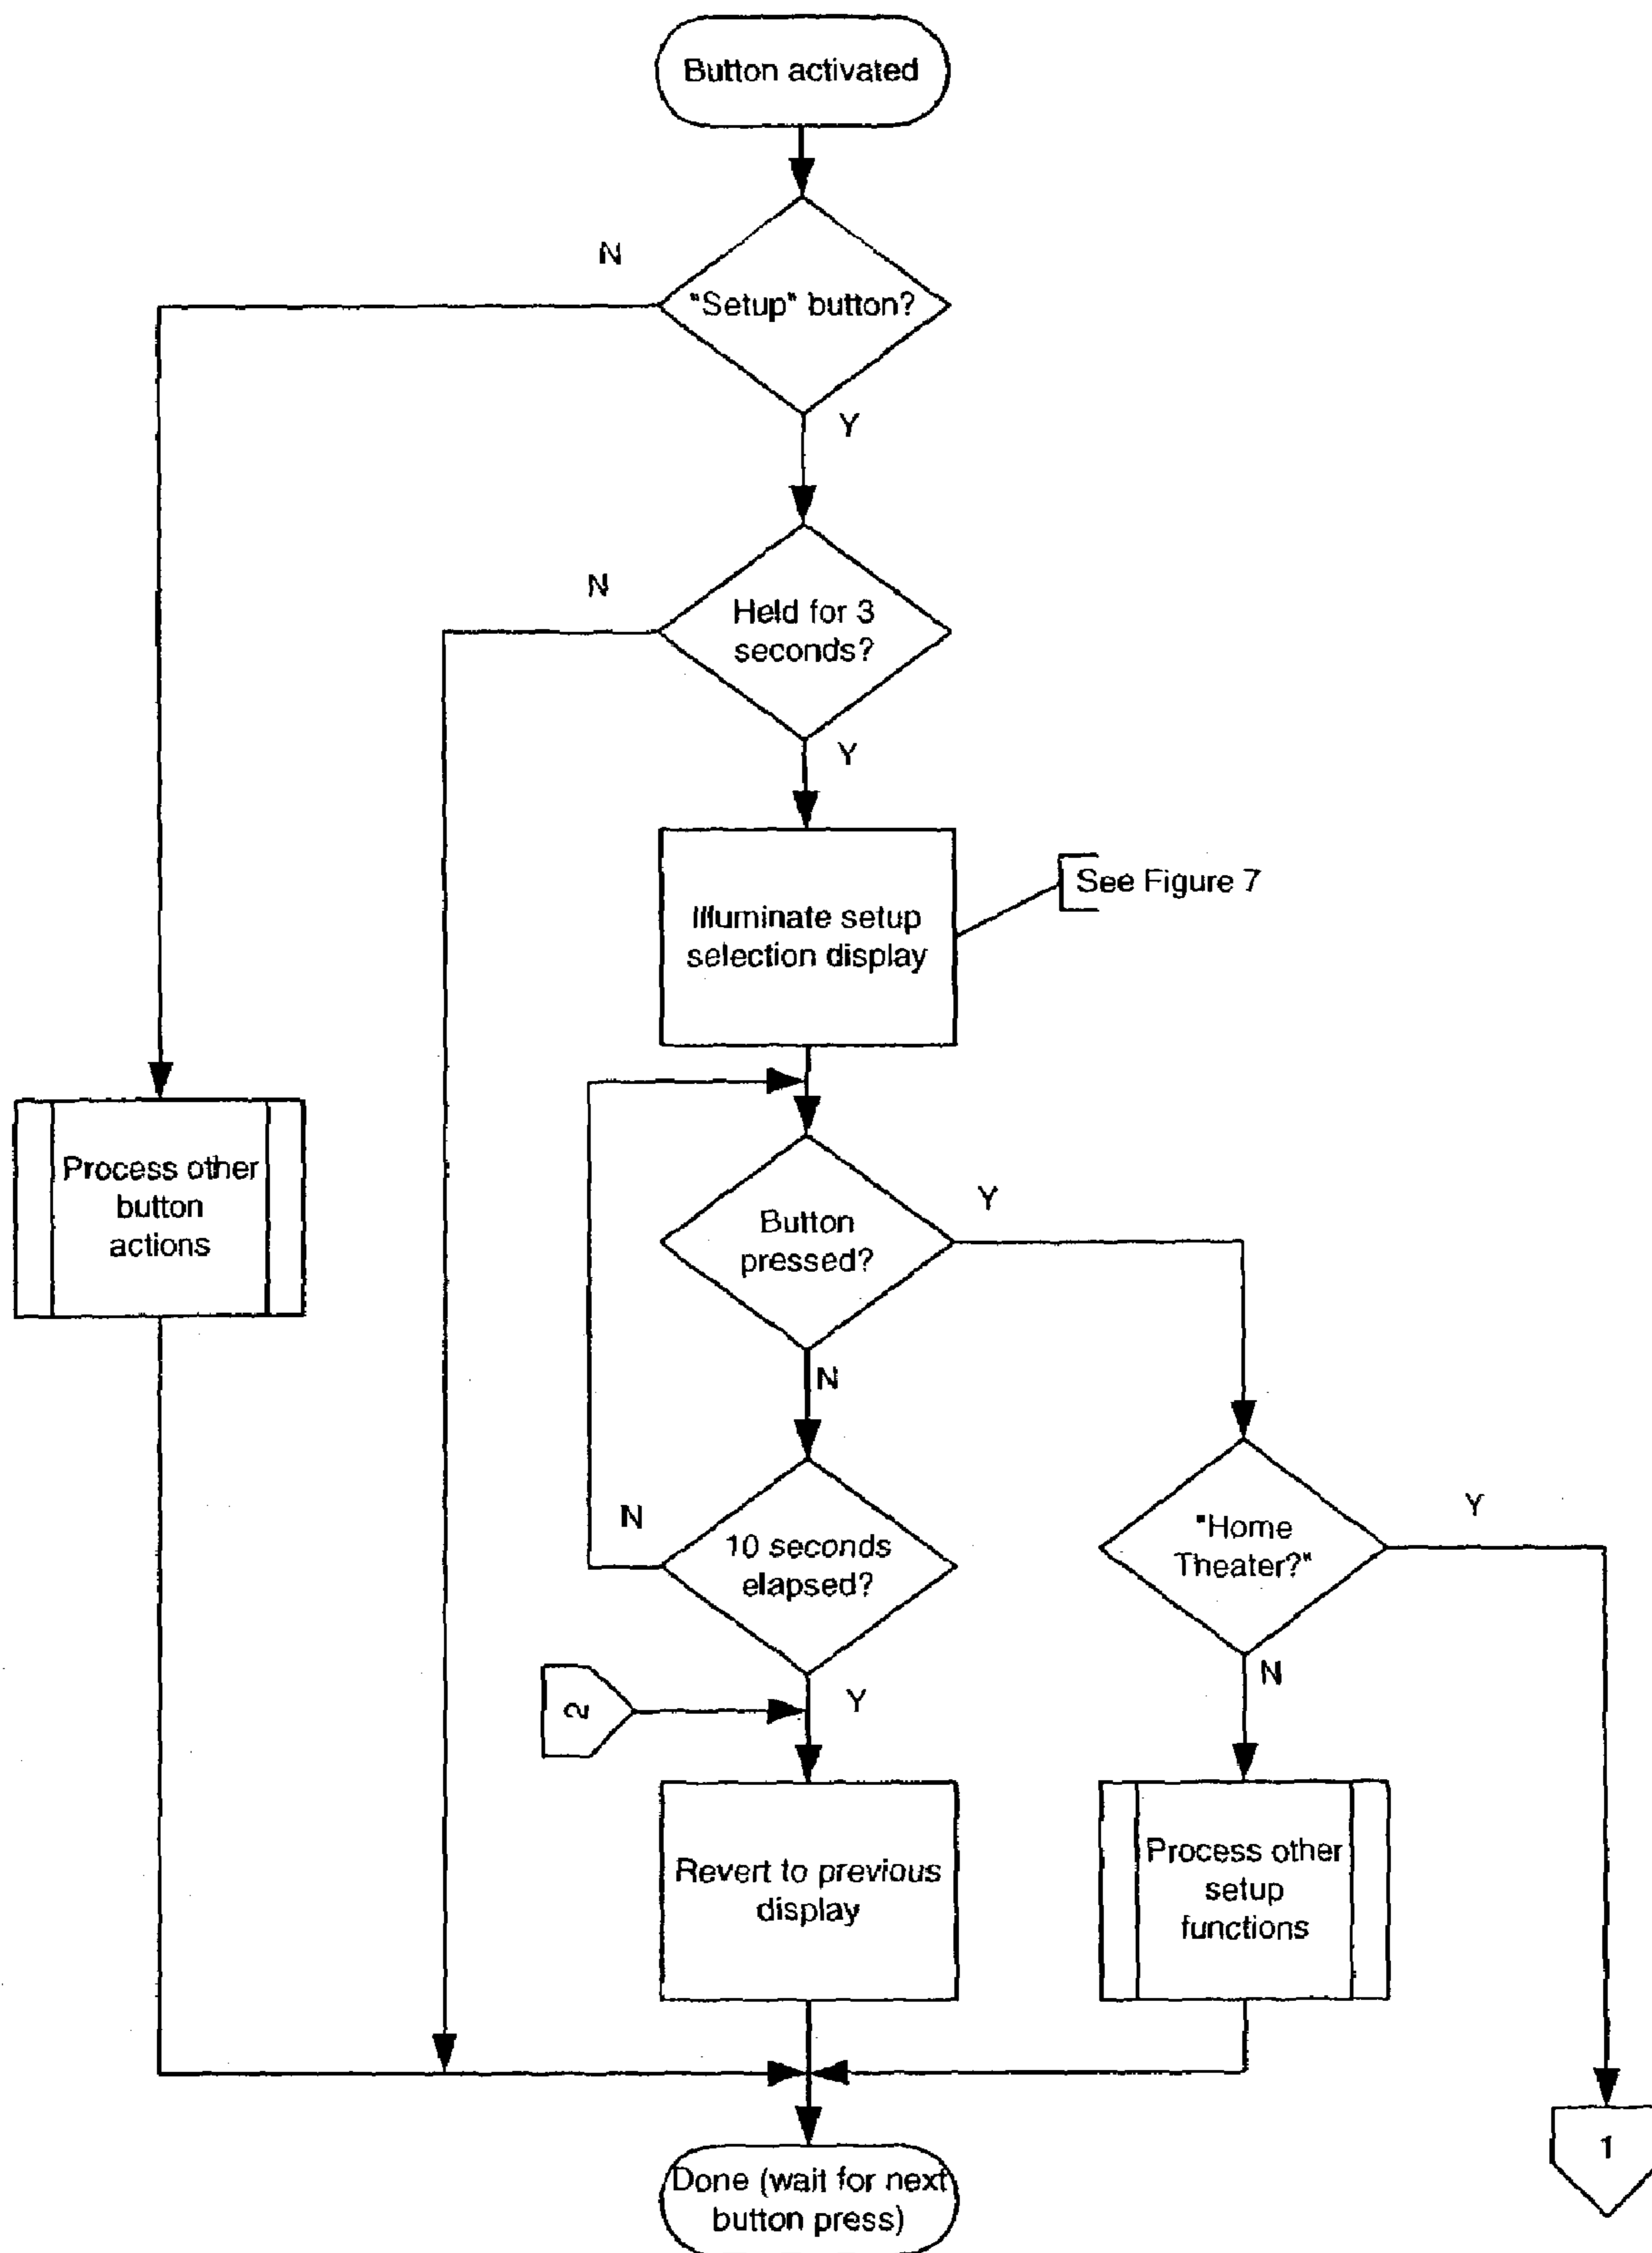 Button activated
N
"Setup" button?
Y
N
Held for 3
seconds?
Y
See Figure 7
Illuminate setup
selection display
Process other
button
actions
Y
Button
pressed?
N
N
10 seconds
elapsed?
Y
"Home
Theater?"
N
2
Y
Revert to previous
display
Process other
setup
functions
1
Done (wait for next
button press)